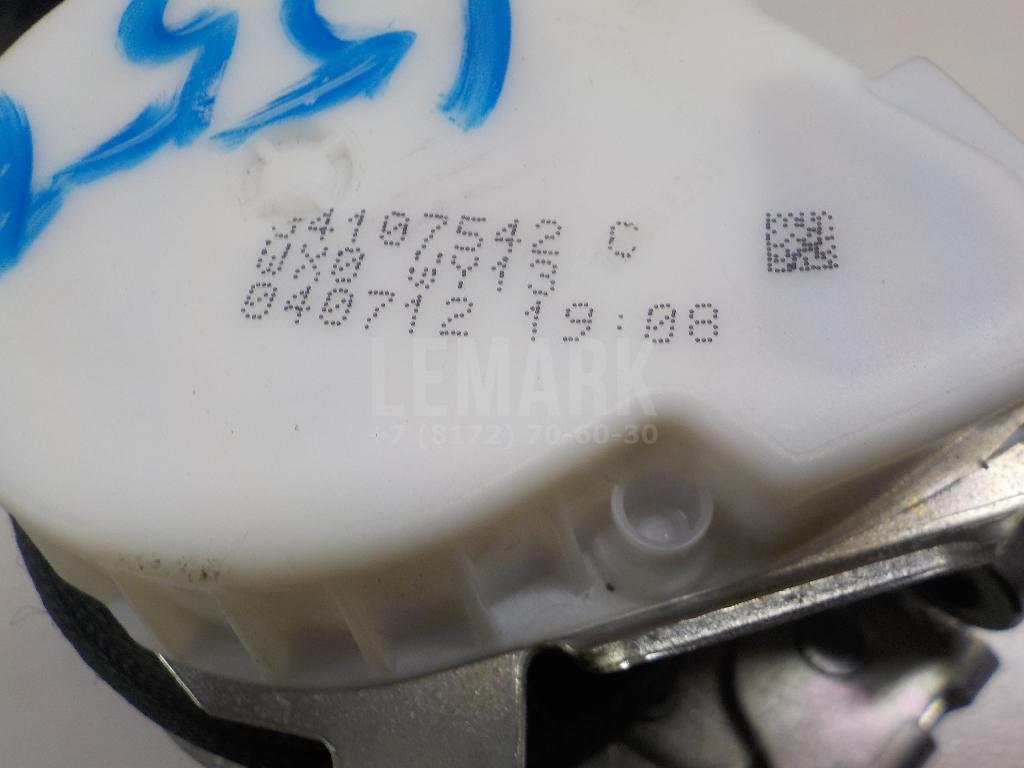 34107542 C
0X0 WY13
040712 19:08
LEMARK
+7 (8172) 70-60-30